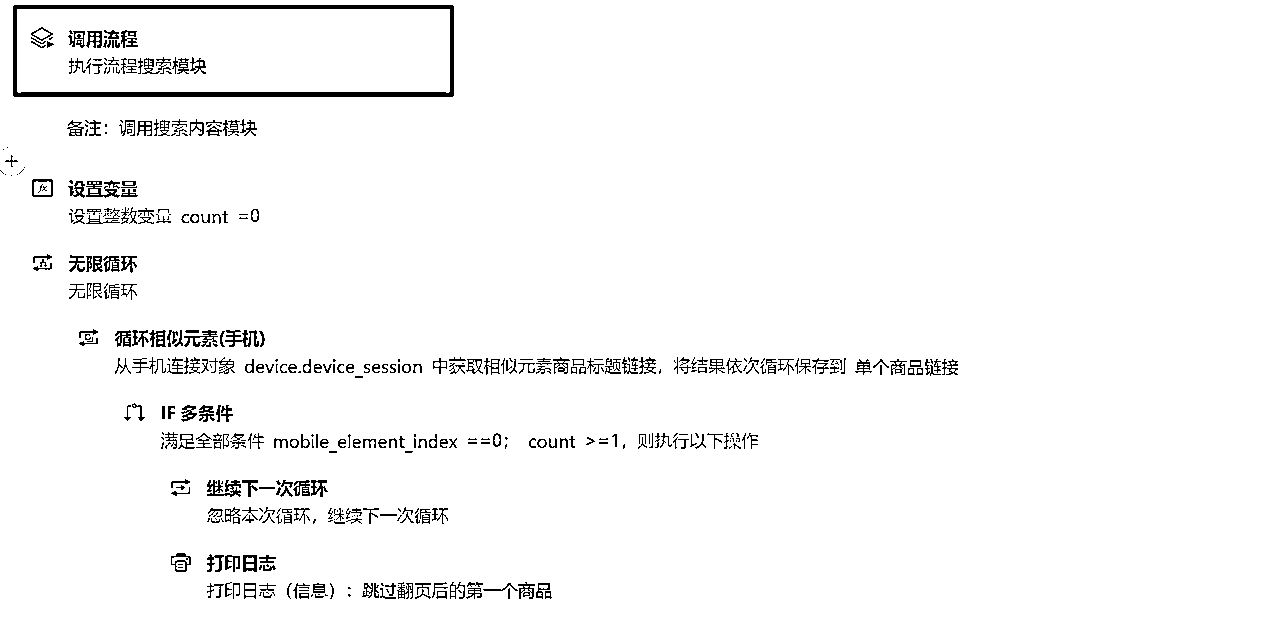 调用流程
执行流程搜索模块
备注：调用搜索内容模块
设置变量
设置整数变量 count =0
无限循环
无限循环
循环相似元素(手机)
从手机连接对象 device.device_session 中获取相似元素商品标题链接，将结果依次循环保存到 单个商品链接
IF 多条件
满足全部条件 mobile_element_index ==0； count >=1，则执行以下操作
继续下一次循环
忽略本次循环，继续下一次循环
打印日志
打印日志（信息）：跳过翻页后的第一个商品